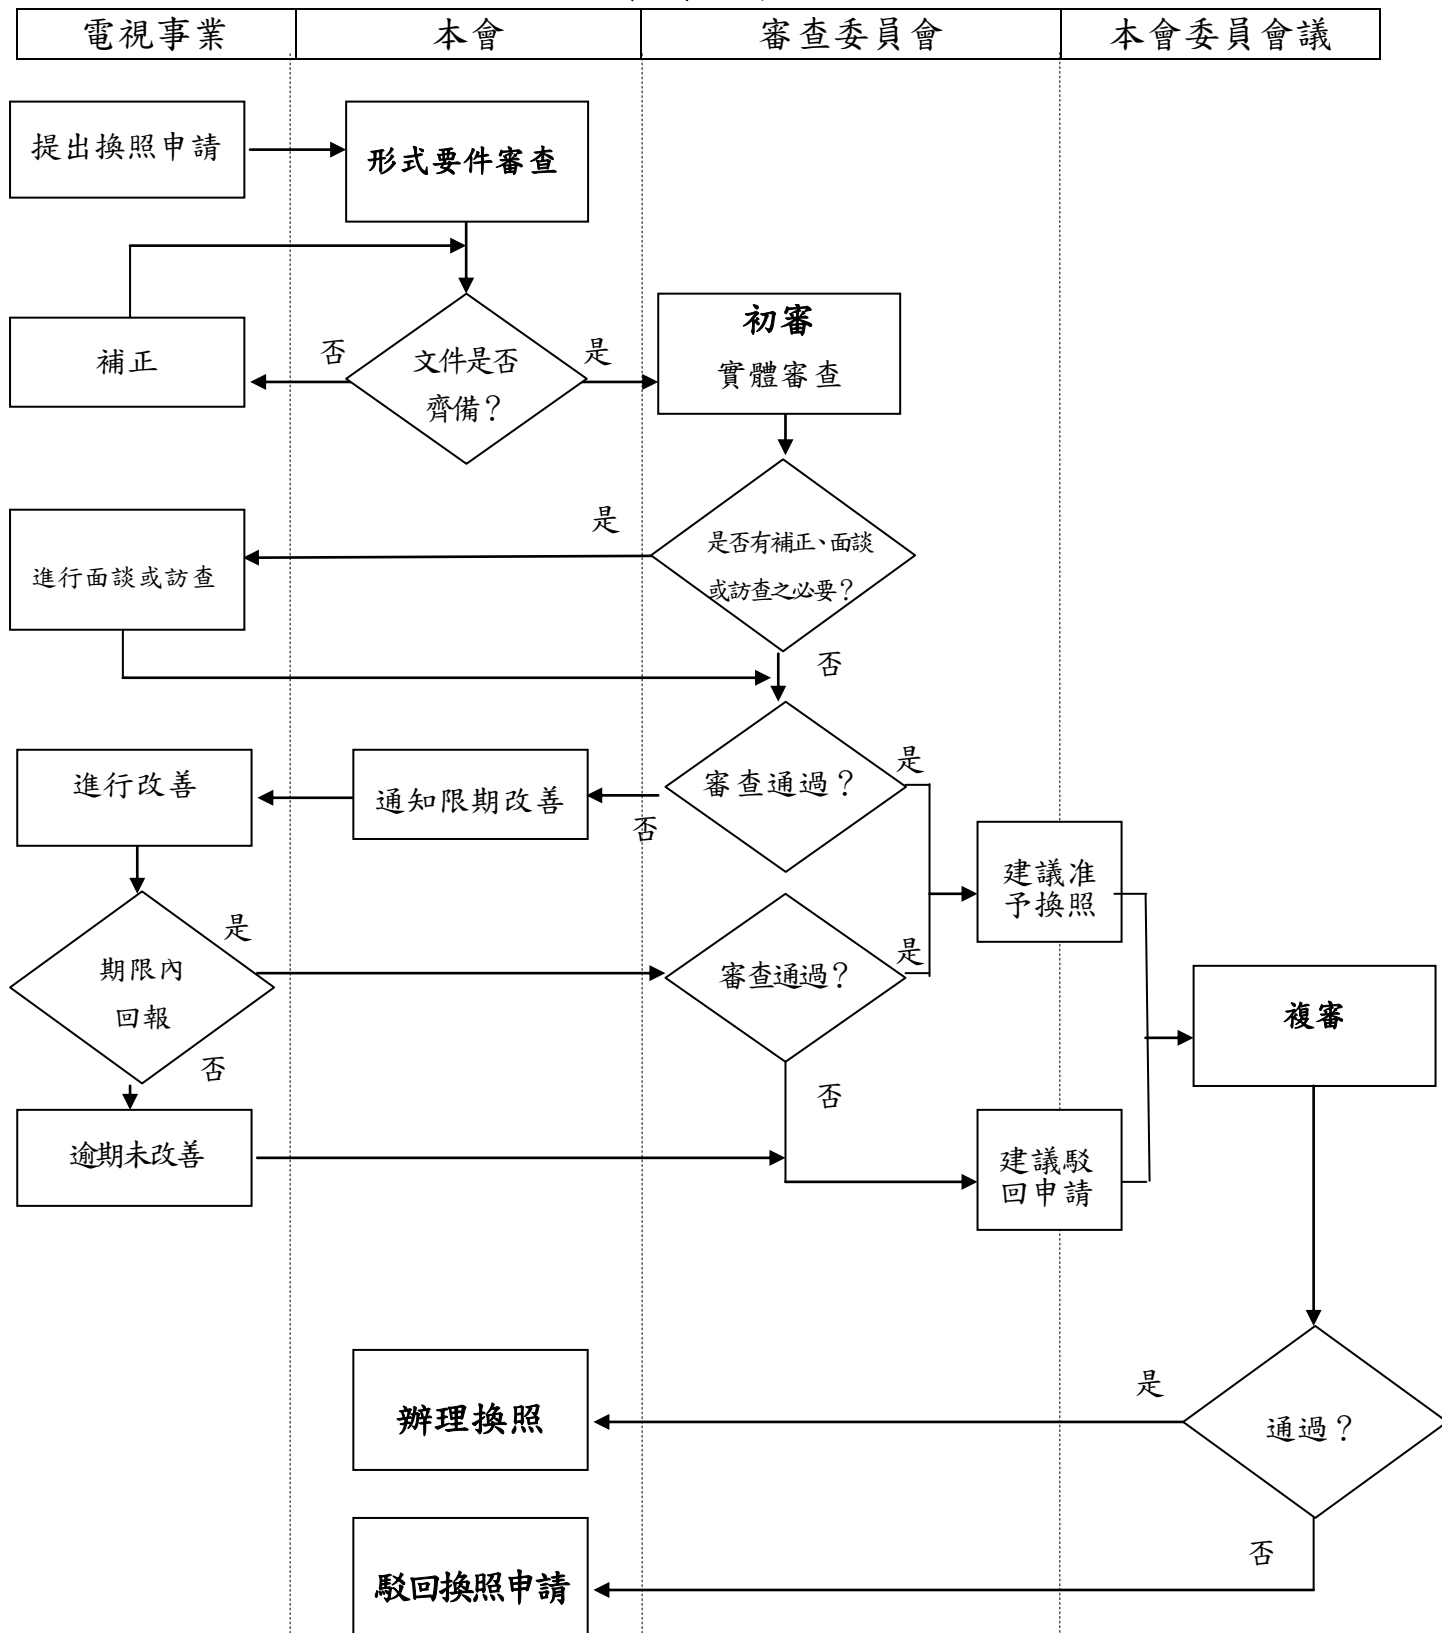 電視事業
本會
審查委員會
本會委員會議
提出換照申請
形式要件審查
初審
實體審查
補正
否
文件是否
齊備？
是
是
是否有補正、面談
或訪查之必要？
進行面談或訪查
否
是
進行改善
通知限期改善
否
審查通過？
建議准
予換照
是
期限內
回報
審查通過？
是
複審
否
否
逾期未改善
建議駁
回申請
是
辦理換照
通過？
否
駁回換照申請